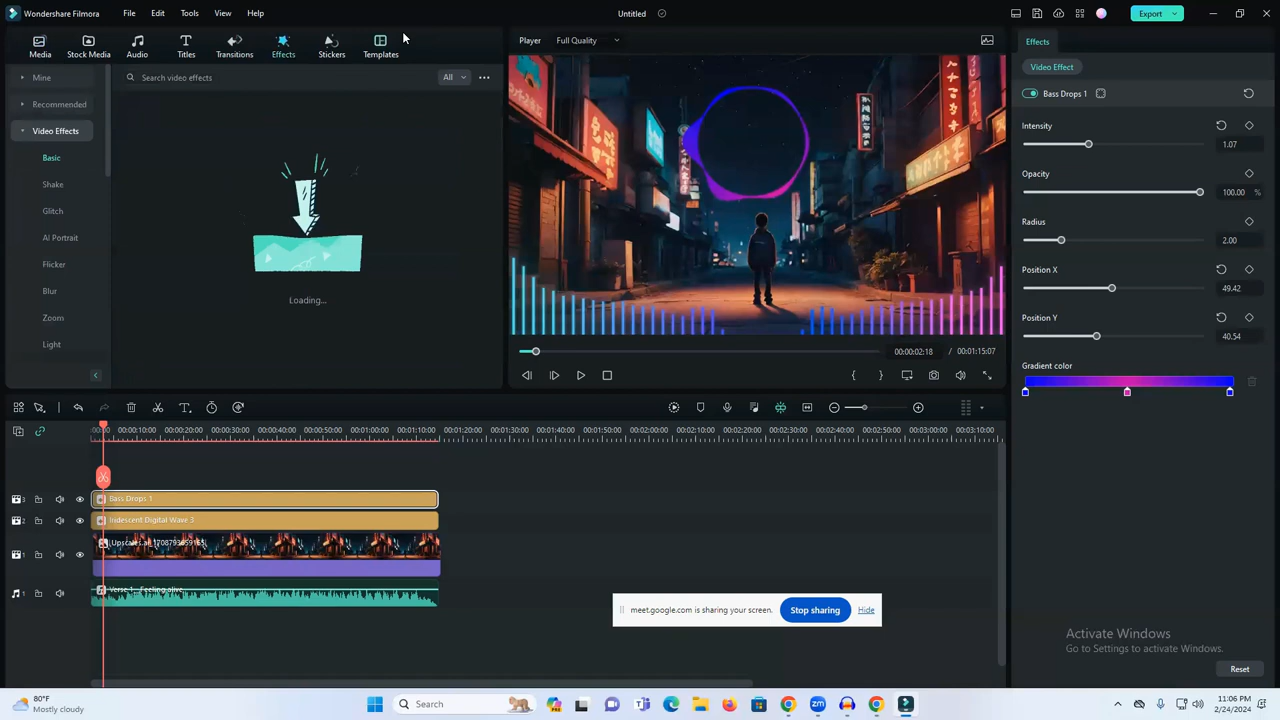 Wondershare Filmora File Edit Tools View Help Untitled Export
Media Stock Media Audio Titles Transitions Effects Stickers Templates
Player Full Quality
Effects
Video Effect
Mine
Search video effects All
Recommended
Video Effects
Basic
Shake
Glitch
AI Portrait
Flicker
Blur
Zoom
Light
Loading...
Bass Drops 1
Intensity
1.07
Opacity
100.00 %
Radius
2.00
Position X
49.42
Position Y
40.54
Gradient color
00:00:02:18 / 00:01:15:07
00:00 00:00:10:00 00:00:20:00 00:00:30:00 00:00:40:00 00:00:50:00 00:01:00:00 00:01:10:00 00:01:20:00 00:01:30:00 00:01:40:00 00:01:50:00 00:02:00:00 00:02:10:00 00:02:20:00 00:02:30:00 00:02:40:00 00:02:50:00 00:03:00:00 00:03:10:00
3 Bass Drops 1
2 Iridescent Digital Wave 3
1
1
meet.google.com is sharing your screen. Stop sharing Hide
Activate Windows
Go to Settings to activate Windows.
Reset
80°F
Mostly cloudy
Search
11:06 PM
2/24/2024